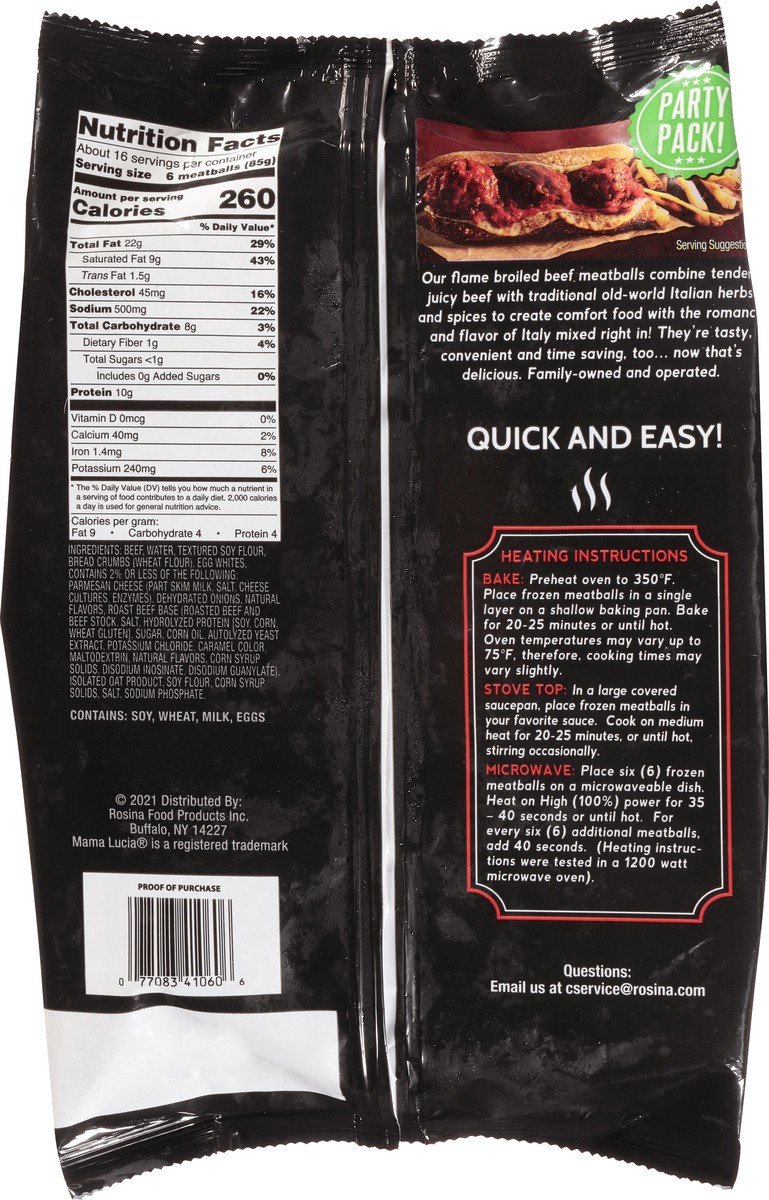 Nutrition Facts
About 16 servings per container
Serving size 6 meatballs (85g)
Amount per serving
Calories 260
% Daily Value*
Total Fat 22g 29%
Saturated Fat 9g 43%
Trans Fat 1.5g
Cholesterol 45mg 16%
Sodium 500mg 22%
Total Carbohydrate 8g 3%
Dietary Fiber 1g 4%
Total Sugars <1g
Includes 0g Added Sugars 0%
Protein 10g
Vitamin D 0mcg 0%
Calcium 40mg 2%
Iron 1.4mg 8%
Potassium 240mg 6%
* The % Daily Value (DV) tells you how much a nutrient in
a serving of food contributes to a daily diet. 2,000 calories
a day is used for general nutrition advice.
Calories per gram:
Fat 9 • Carbohydrate 4 • Protein 4
INGREDIENTS: BEEF, WATER, TEXTURED SOY FLOUR,
BREAD CRUMBS (WHEAT FLOUR), EGG WHITES,
CONTAINS 2% OR LESS OF THE FOLLOWING:
PARMESAN CHEESE (PART SKIM MILK, SALT, CHEESE
CULTURES, ENZYMES), DEHYDRATED ONIONS, NATURAL
FLAVORS, ROAST BEEF BASE (ROASTED BEEF AND
BEEF STOCK, SALT, HYDROLYZED PROTEIN [SOY, CORN,
WHEAT GLUTEN], SUGAR, CORN OIL, AUTOLYZED YEAST
EXTRACT, POTASSIUM CHLORIDE, CARAMEL COLOR,
MALTODEXTRIN, NATURAL FLAVORS, CORN SYRUP
SOLIDS, DISODIUM INOSINATE, DISODIUM GUANYLATE),
ISOLATED OAT PRODUCT, SOY FLOUR, CORN SYRUP
SOLIDS, SALT, SODIUM PHOSPHATE.
CONTAINS: SOY, WHEAT, MILK, EGGS
© 2021 Distributed By:
Rosina Food Products Inc.
Buffalo, NY 14227
Mama Lucia® is a registered trademark
PROOF OF PURCHASE
0 77083 41060 6
PARTY
PACK!
Serving Suggestio
Our flame broiled beef meatballs combine tender
juicy beef with traditional old-world Italian herbs
and spices to create comfort food with the romanc
and flavor of Italy mixed right in! They're tasty,
convenient and time saving, too... now that's
delicious. Family-owned and operated.
QUICK AND EASY!
HEATING INSTRUCTIONS
BAKE: Preheat oven to 350°F.
Place frozen meatballs in a single
layer on a shallow baking pan. Bake
for 20-25 minutes or until hot.
Oven temperatures may vary up to
75°F, therefore, cooking times may
vary slightly.
STOVE TOP: In a large covered
saucepan, place frozen meatballs in
your favorite sauce. Cook on medium
heat for 20-25 minutes, or until hot,
stirring occasionally.
MICROWAVE: Place six (6) frozen
meatballs on a microwaveable dish.
Heat on High (100%) power for 35
– 40 seconds or until hot. For
every six (6) additional meatballs,
add 40 seconds. (Heating instruc-
tions were tested in a 1200 watt
microwave oven).
Questions:
Email us at cservice@rosina.com